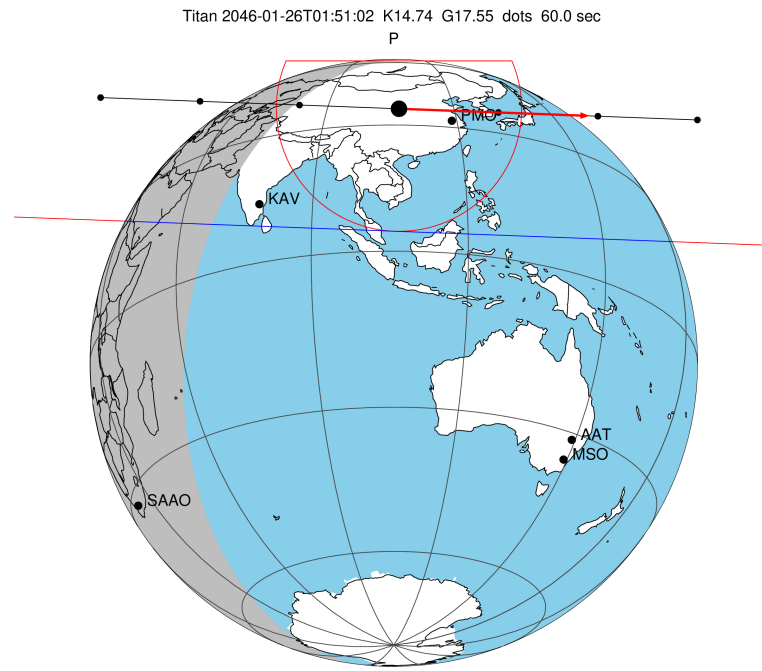 Titan 2046-01-26T01:51:02  K14.74  G17.55  dots  60.0 sec
P
PMO
KAV
AAT
MSO
SAAO